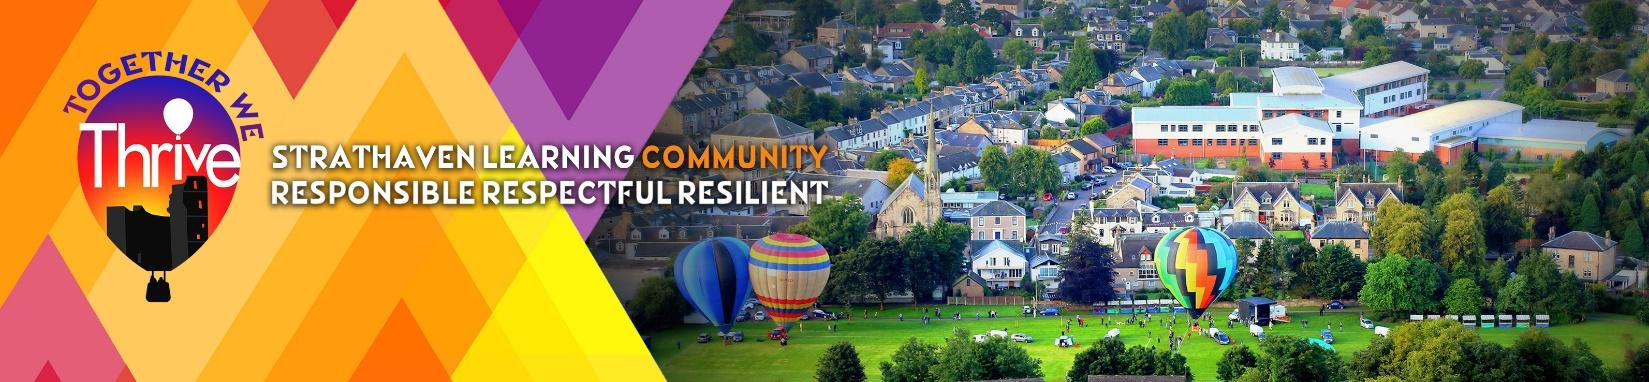 TOGETHER WE
Thrive
STRATHAVEN LEARNING COMMUNITY
RESPONSIBLE RESPECTFUL RESILIENT